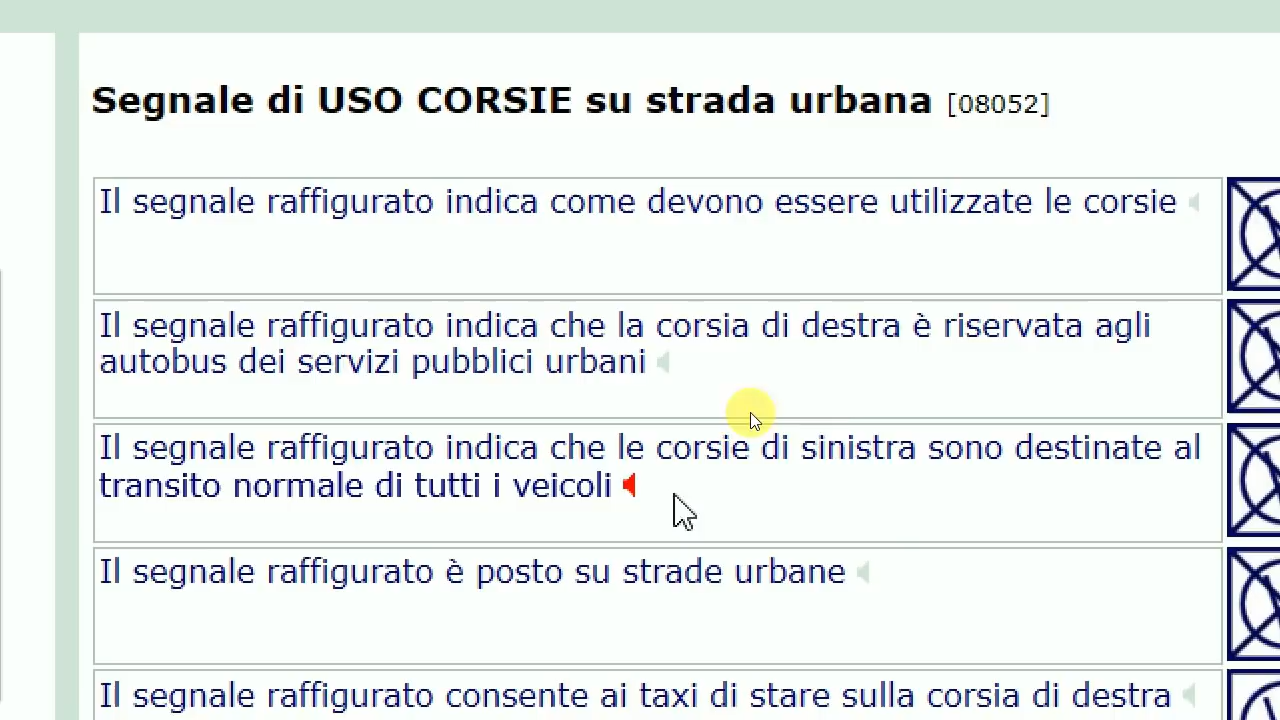 Segnale di USO CORSIE su strada urbana [08052]
Il segnale raffigurato indica come devono essere utilizzate le corsie
Il segnale raffigurato indica che la corsia di destra è riservata agli
autobus dei servizi pubblici urbani
Il segnale raffigurato indica che le corsie di sinistra sono destinate al
transito normale di tutti i veicoli
Il segnale raffigurato è posto su strade urbane
Il segnale raffigurato consente ai taxi di stare sulla corsia di destra